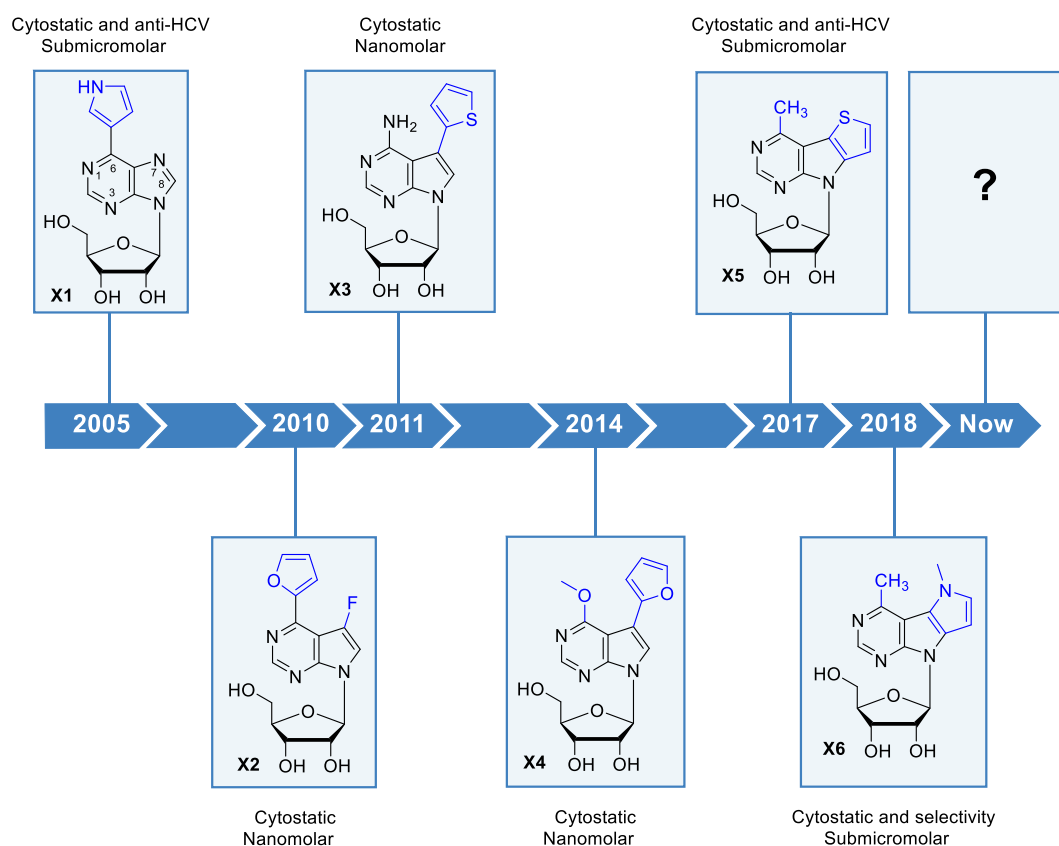 Cytostatic and anti-HCV
Submicromolar
Cytostatic
Nanomolar
Cytostatic and anti-HCV
Submicromolar
HN
6
N
1
N
7
8
3
N
N
HO
O
X1
OH OH
NH2
S
N
N
N
HO
O
X3
OH OH
CH3
S
N
N
N
HO
O
X5
OH OH
?
2005
2010
2011
2014
2017
2018
Now
O
F
N
N
N
HO
O
X2
OH OH
O
O
N
N
N
HO
O
X4
OH OH
CH3
N
N
N
N
HO
O
X6
OH OH
Cytostatic
Nanomolar
Cytostatic
Nanomolar
Cytostatic and selectivity
Submicromolar